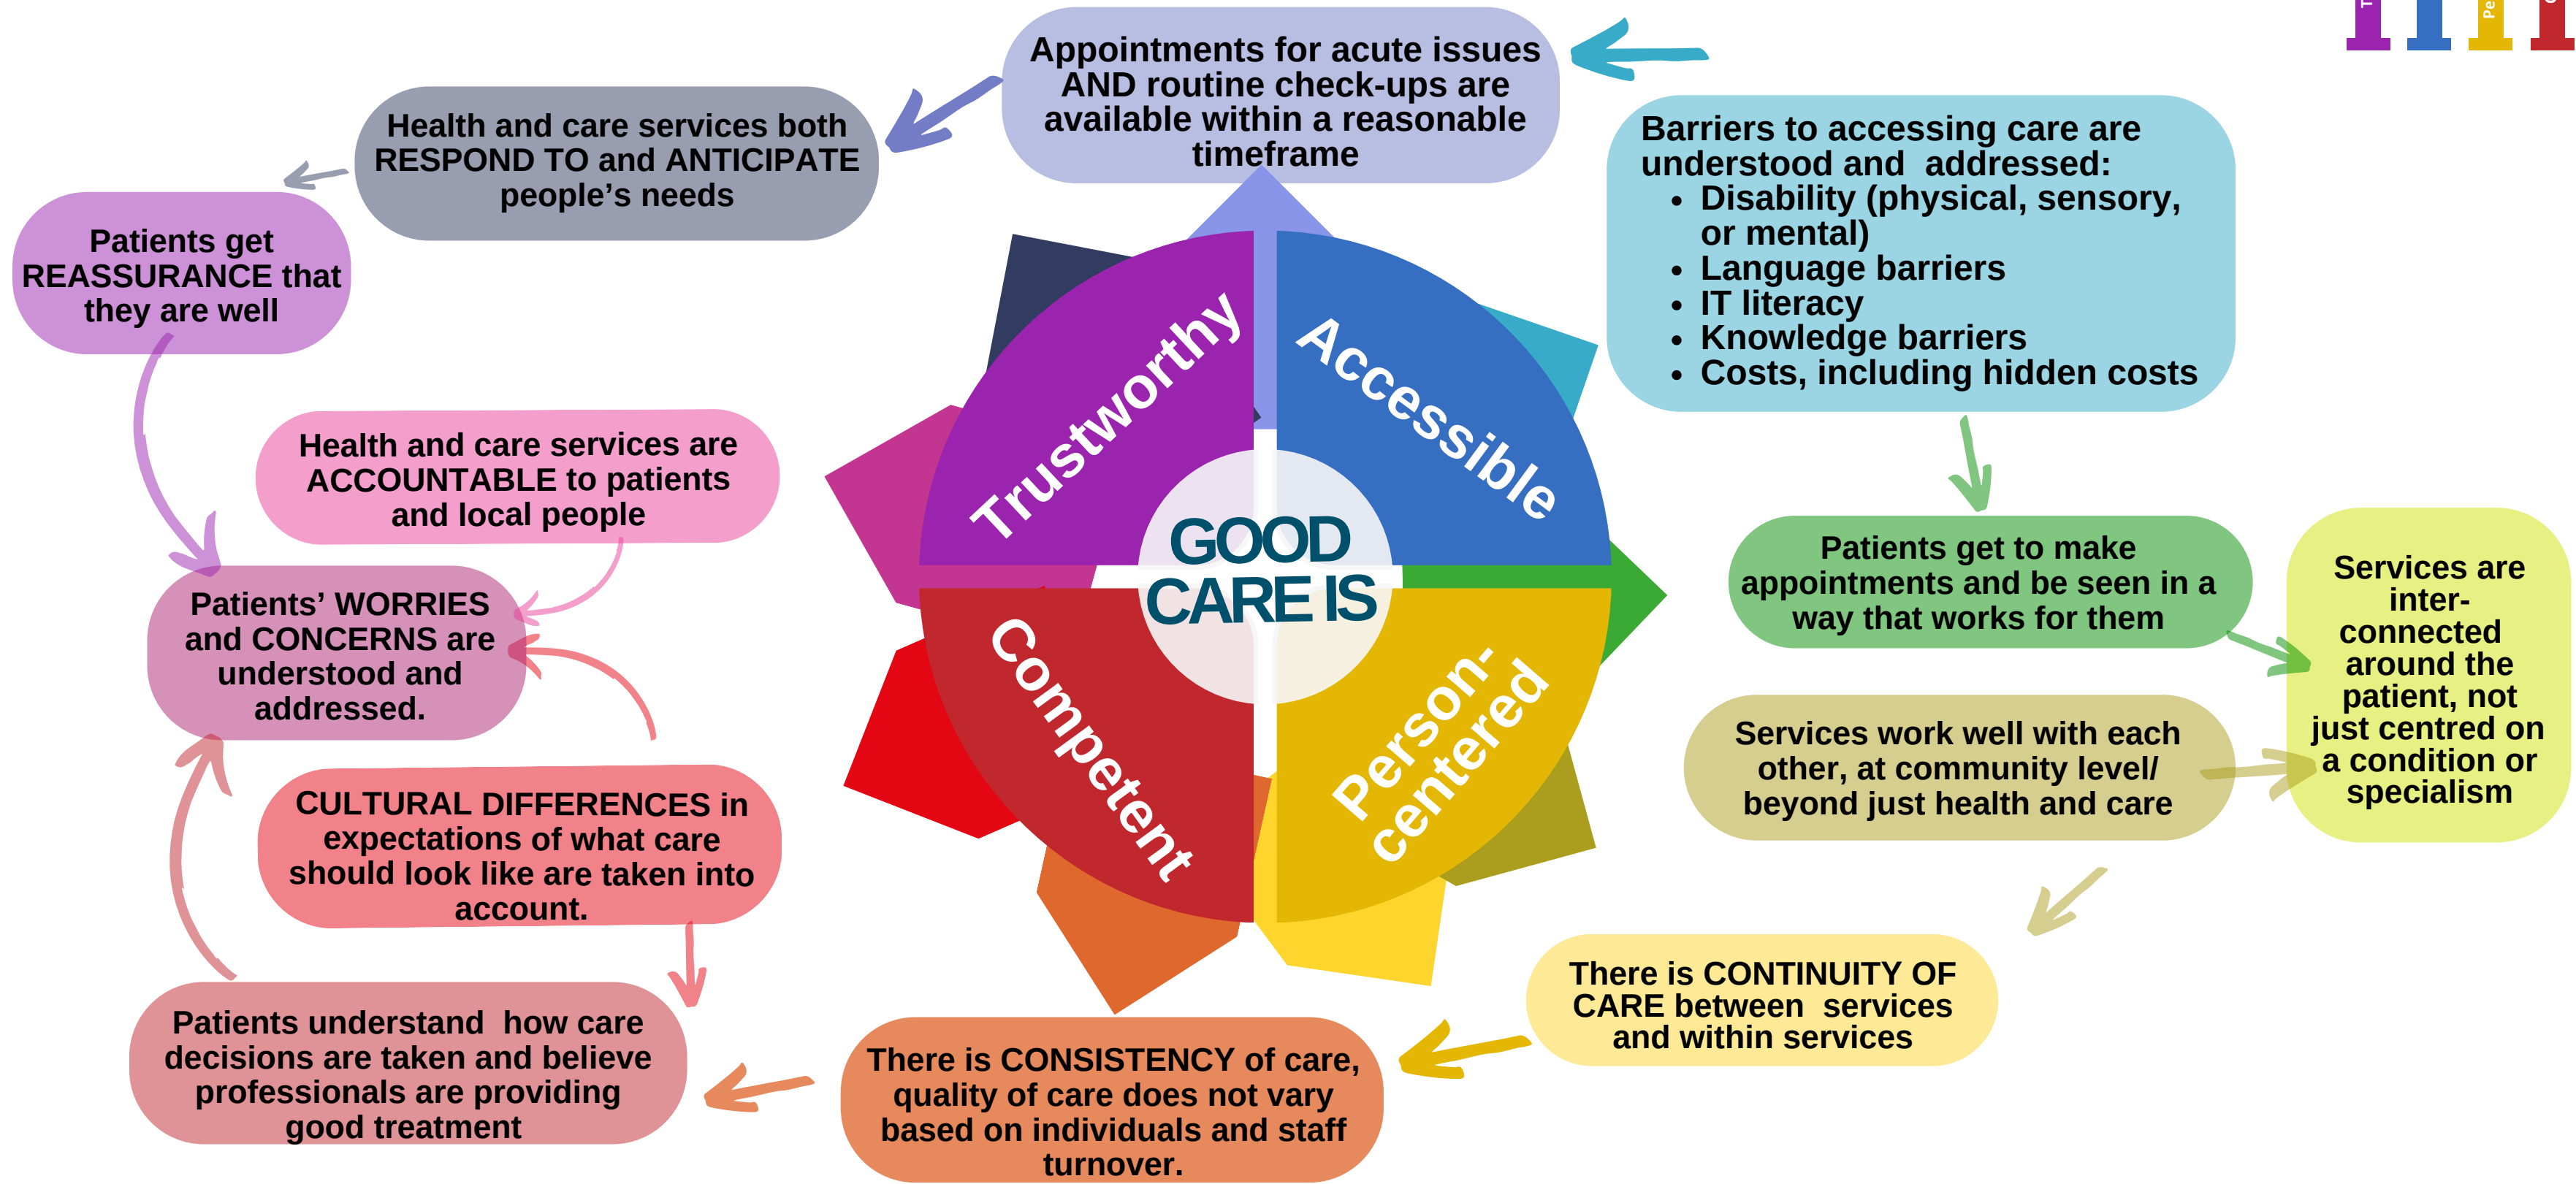 Appointments for acute issues
AND routine check-ups are
available within a reasonable
timeframe
Health and care services both
RESPOND TO and ANTICIPATE
people’s needs
Patients get
REASSURANCE that
they are well
Barriers to accessing care are
understood and addressed:
• Disability (physical, sensory,
or mental)
• Language barriers
• IT literacy
• Knowledge barriers
• Costs, including hidden costs
Health and care services are
ACCOUNTABLE to patients
and local people
Patients’ WORRIES
and CONCERNS are
understood and
addressed.
Trustworthy
Accessible
GOOD
CARE IS
Competent
Person-
centered
Patients get to make
appointments and be seen in a
way that works for them
Services are
inter-
connected
around the
patient, not
just centred on
a condition or
specialism
Services work well with each
other, at community level/
beyond just health and care
CULTURAL DIFFERENCES in
expectations of what care
should look like are taken into
account.
There is CONTINUITY OF
CARE between services
and within services
Patients understand how care
decisions are taken and believe
professionals are providing
good treatment
There is CONSISTENCY of care,
quality of care does not vary
based on individuals and staff
turnover.